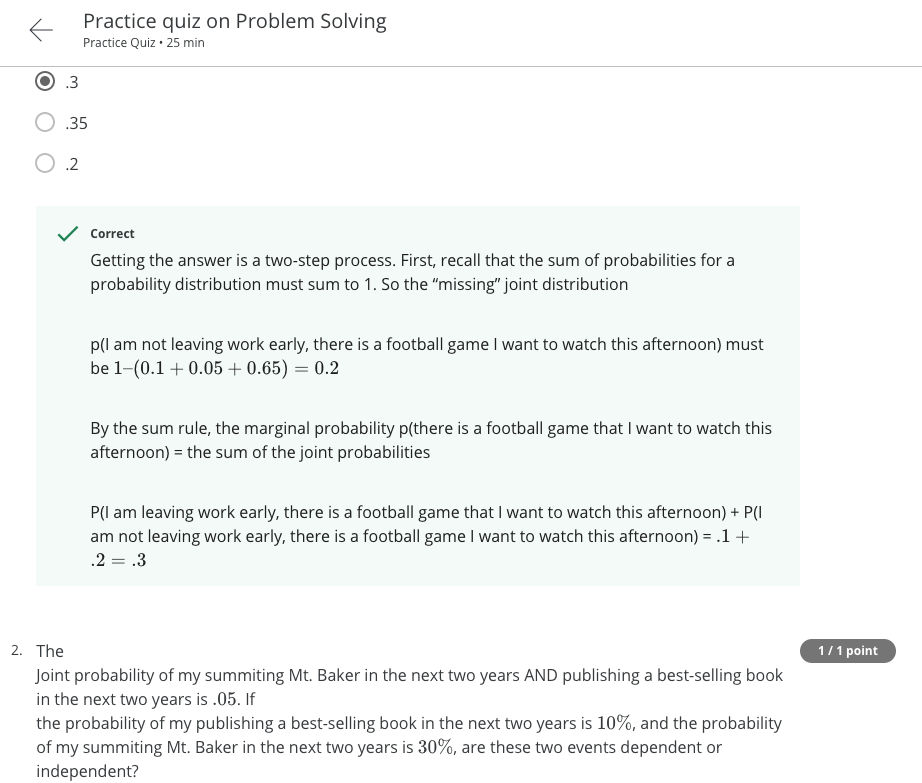 Practice quiz on Problem Solving
Practice Quiz • 25 min
.3
.35
.2
Correct
Getting the answer is a two-step process. First, recall that the sum of probabilities for a
probability distribution must sum to 1. So the “missing” joint distribution
p(I am not leaving work early, there is a football game I want to watch this afternoon) must
be 1–(0.1 + 0.05 + 0.65) = 0.2
By the sum rule, the marginal probability p(there is a football game that I want to watch this
afternoon) = the sum of the joint probabilities
P(I am leaving work early, there is a football game that I want to watch this afternoon) + P(I
am not leaving work early, there is a football game I want to watch this afternoon) = .1 +
.2 = .3
2. The
1 / 1 point
Joint probability of my summiting Mt. Baker in the next two years AND publishing a best-selling book
in the next two years is .05. If
the probability of my publishing a best-selling book in the next two years is 10%, and the probability
of my summiting Mt. Baker in the next two years is 30%, are these two events dependent or
independent?